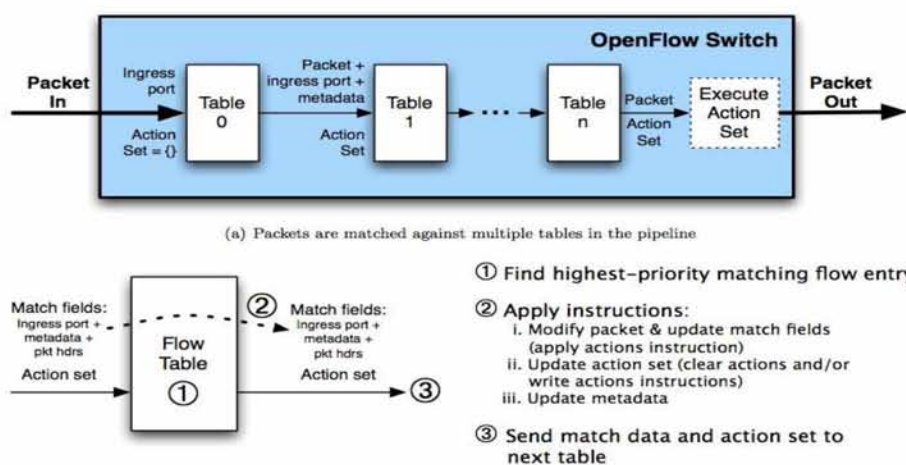 OpenFlow Switch
Packet
In
Ingress
port
Action
Set = {}
Table
0
Packet +
ingress port +
metadata
Action
Set
Table
1
Table
n
Packet
Action
Set
Execute
Action
Set
Packet
Out
(a) Packets are matched against multiple tables in the pipeline
Match fields:
Ingress port +
metadata +
pkt hdrs
Action set
Flow
Table
①
②
Match fields:
Ingress port +
metadata +
pkt hdrs
Action set
③
① Find highest-priority matching flow entry
② Apply instructions:
i. Modify packet & update match fields
(apply actions instruction)
ii. Update action set (clear actions and/or
write actions instructions)
iii. Update metadata
③ Send match data and action set to
next table